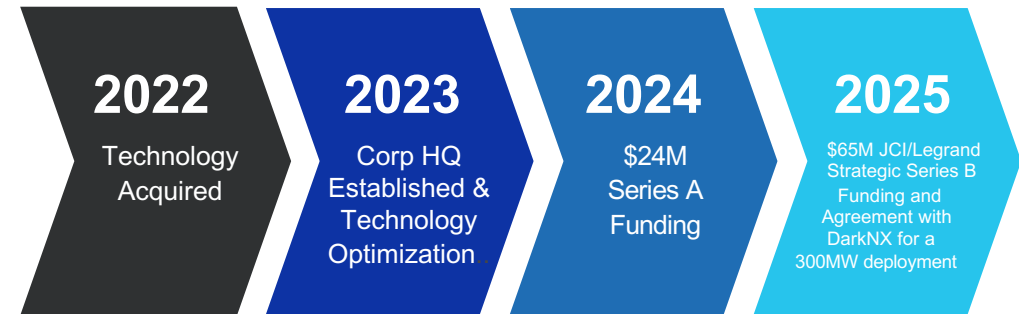 2022
Technology
Acquired
2023
Corp HQ
Established &
Technology
Optimization..
2024
$24M
Series A
Funding
2025
$65M JCI/Legrand
Strategic Series B
Funding and
Agreement with
DarkNX for a
300MW deployment